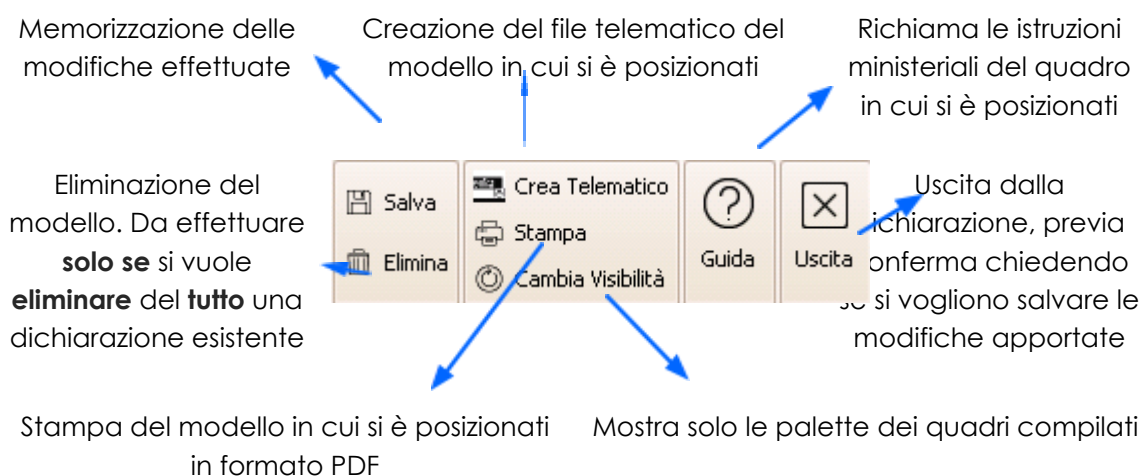 Memorizzazione delle
modifiche effettuate
Creazione del file telematico del
modello in cui si è posizionati
Richiama le istruzioni
ministeriali del quadro
in cui si è posizionati
Eliminazione del
modello. Da effettuare
solo se si vuole
eliminare del tutto una
dichiarazione esistente
Salva
Elimina
Crea Telematico
Stampa
Cambia Visibilità
Guida
Uscita
Uscita dalla
ichiarazione, previa
onferma chiedendo
se si vogliono salvare le
modifiche apportate
Stampa del modello in cui si è posizionati
in formato PDF
Mostra solo le palette dei quadri compilati